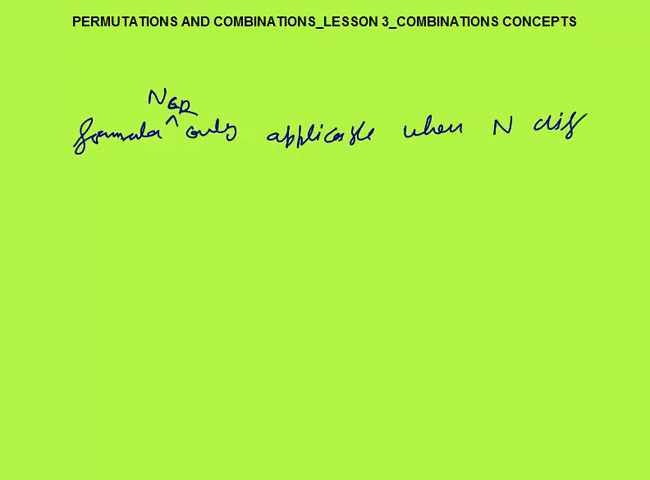 PERMUTATIONS AND COMBINATIONS_LESSON 3_COMBINATIONS CONCEPTS
NCR
formula ^ only applicable when N dif